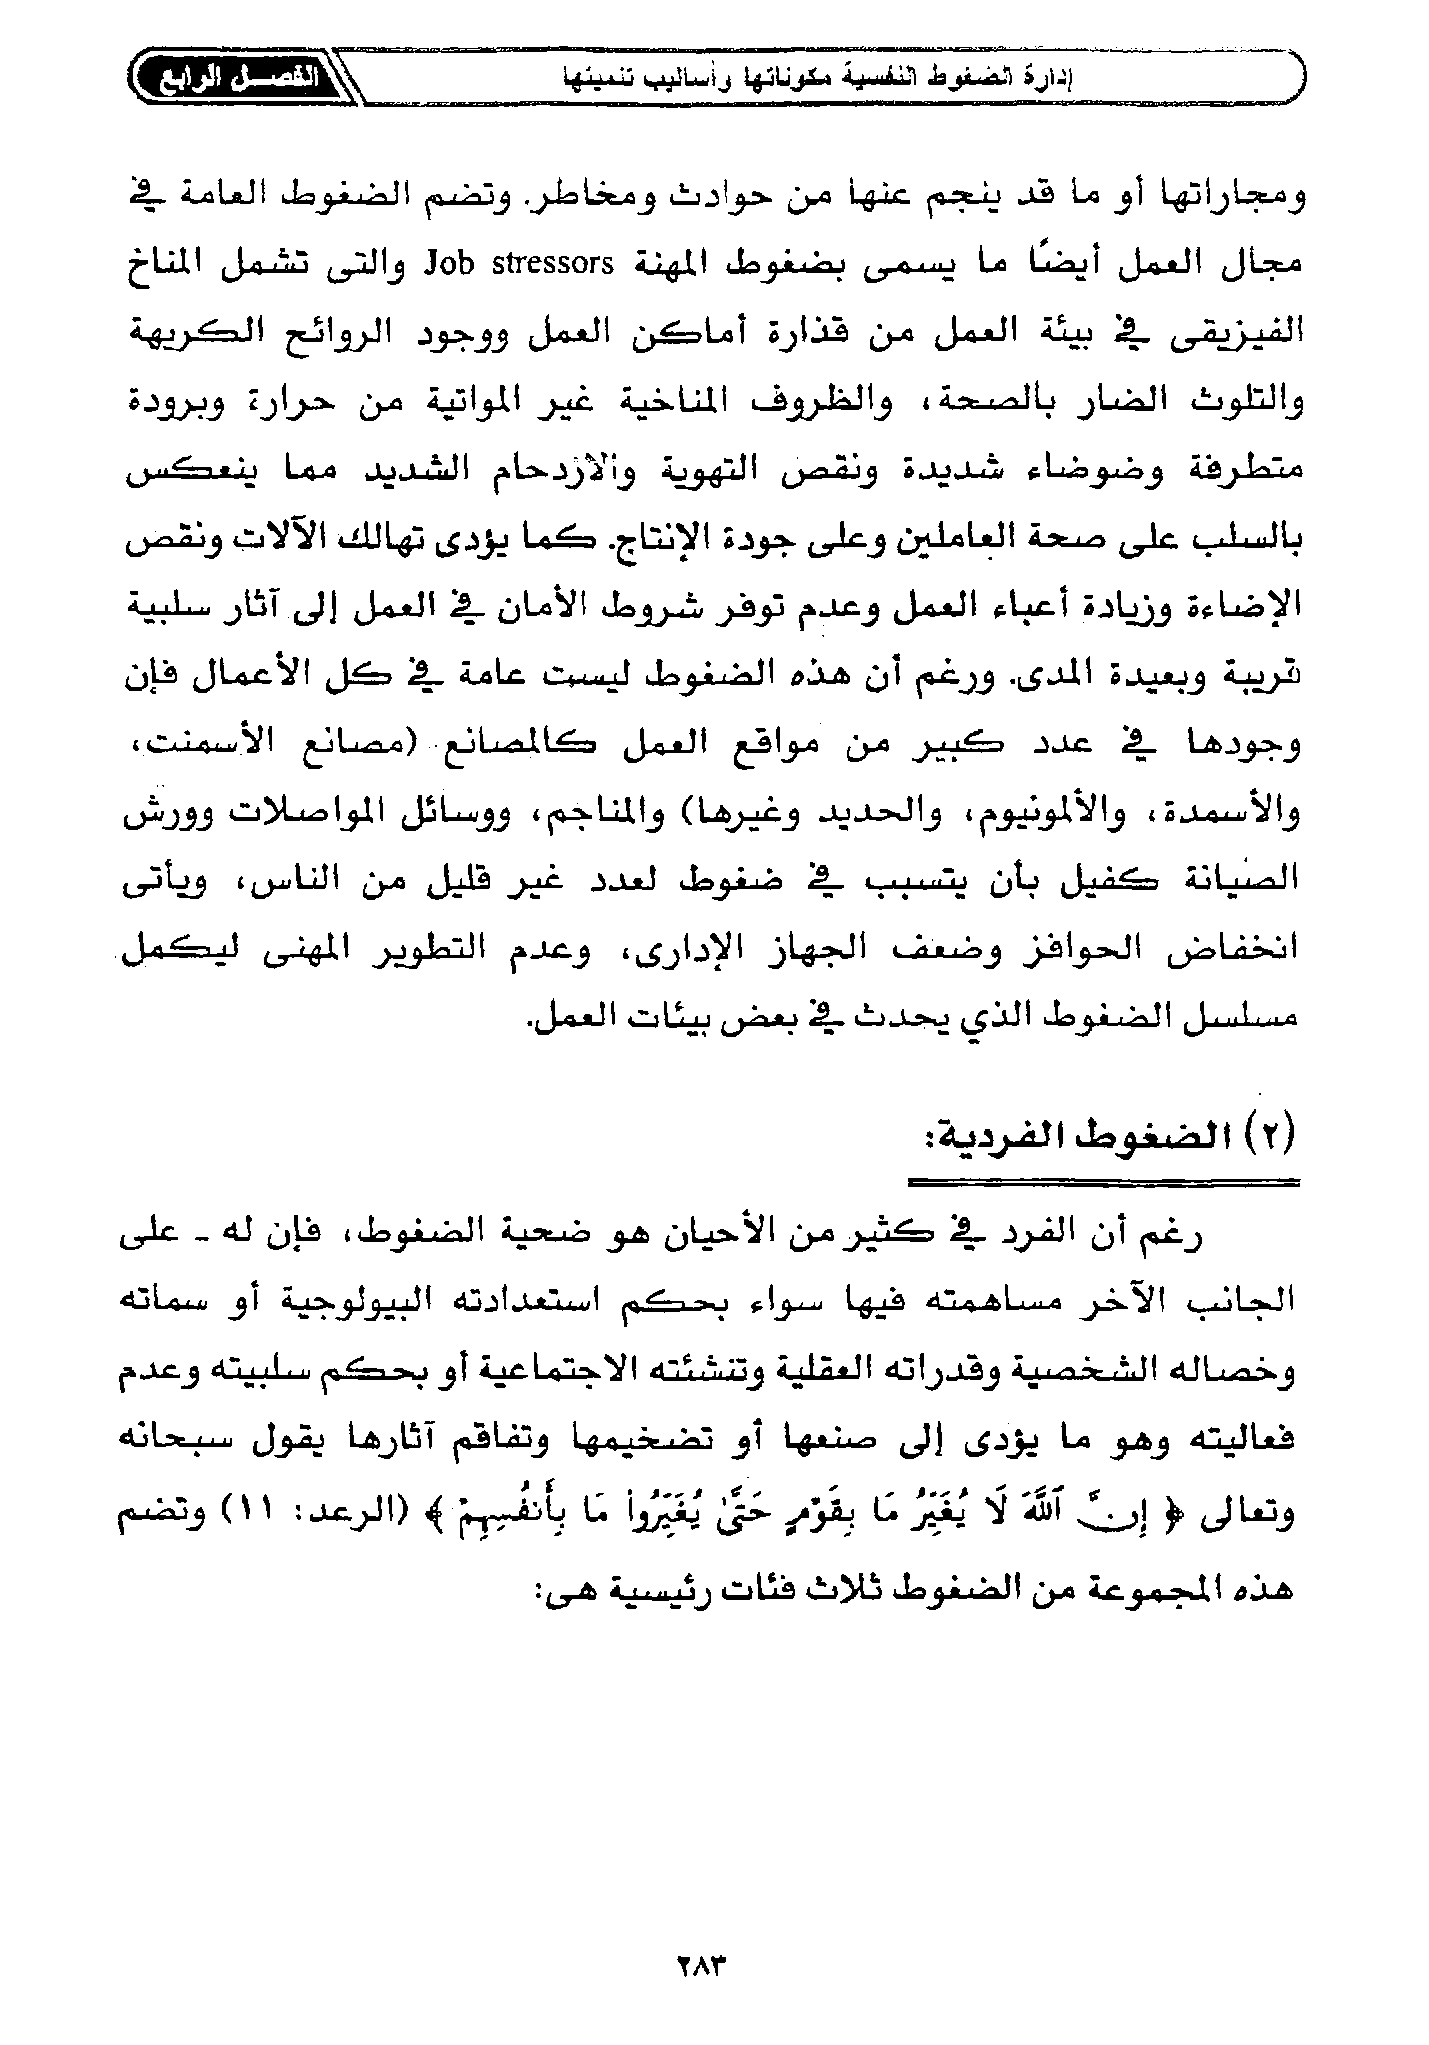 إدارة الضغوط النفسية مكوناتها وأساليب تنميتها
الفصل الرابع
ومجاراتها أو ما قد ينجم عنها من حوادث ومخاطر. وتضم الضغوط العامة في
مجال العمل أيضًا ما يسمى بضغوط المهنة Job stressors والتى تشمل المناخ
الفيزيقى في بيئة العمل من قذارة أماكن العمل ووجود الروائح الكريهة
والتلوث الضار بالصحة، والظروف المناخية غير المواتية من حرارة وبرودة
متطرفة وضوضاء شديدة ونقص التهوية والازدحام الشديد مما ينعكس
بالسلب على صحة العاملين وعلى جودة الإنتاج. كما يؤدى تهالك الآلات ونقص
الإضاءة وزيادة أعباء العمل وعدم توفر شروط الأمان في العمل إلى آثار سلبية
قريبة وبعيدة المدى. ورغم أن هذه الضغوط ليست عامة في كل الأعمال فإن
وجودها في عدد كبير من مواقع العمل كالمصانع (مصانع الأسمنت،
والأسمدة، والألمونيوم، والحديد وغيرها) والمناجم، ووسائل المواصلات وورش
الصيانة كفيل بأن يتسبب في ضغوط لعدد غير قليل من الناس، ويأتى
انخفاض الحوافز وضعف الجهاز الإدارى، وعدم التطوير المهنى ليكمل
مسلسل الضغوط الذي يحدث في بعض بيئات العمل.
(٢) الضغوط الفردية:
رغم أن الفرد في كثير من الأحيان هو ضحية الضغوط، فإن له - على
الجانب الآخر مساهمته فيها سواء بحكم استعدادته البيولوجية أو سماته
وخصاله الشخصية وقدراته العقلية وتنشئته الاجتماعية أو بحكم سلبيته وعدم
فعاليته وهو ما يؤدى إلى صنعها أو تضخيمها وتفاقم آثارها يقول سبحانه
وتعالى ﴿ إِنَّ ٱللَّهَ لَا يُغَيِّرُ مَا بِقَوْمٍ حَتَّىٰ يُغَيِّرُوا۟ مَا بِأَنفُسِهِمْ ﴾ (الرعد: ١١) وتضم
هذه المجموعة من الضغوط ثلاث فئات رئيسية هى:
٢٨٣